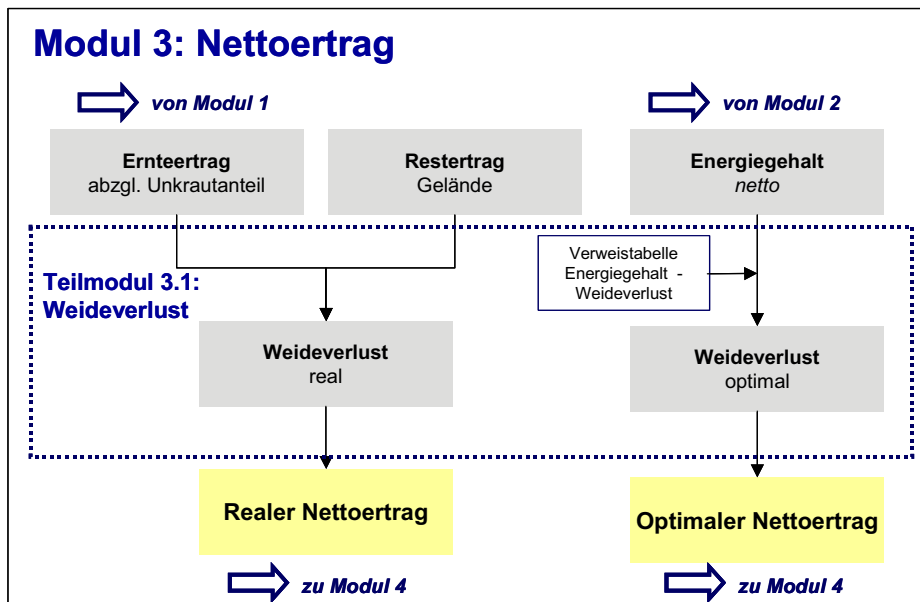 Modul 3: Nettoertrag
von Modul 1
von Modul 2
Ernteertrag
abzgl. Unkrautanteil
Restertrag
Gelände
Energiegehalt
netto
Verweistabelle
Energiegehalt -
Weideverlust
Teilmodul 3.1:
Weideverlust
Weideverlust
real
Weideverlust
optimal
Realer Nettoertrag
Optimaler Nettoertrag
zu Modul 4
zu Modul 4